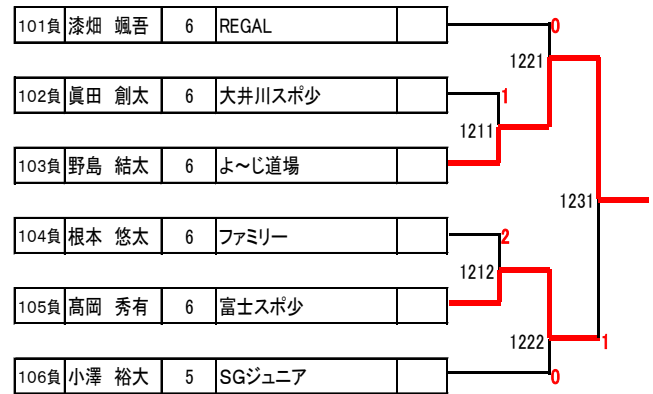 101負 漆畑 颯吾 6 REGAL 0
1221
102負 眞田 創太 6 大井川スポ少 1
1211
103負 野島 結太 6 よ～じ道場
1231
104負 根本 悠太 6 ファミリー 2
1212
105負 髙岡 秀有 6 富士スポ少
1222 1
106負 小澤 裕大 5 SGジュニア 0